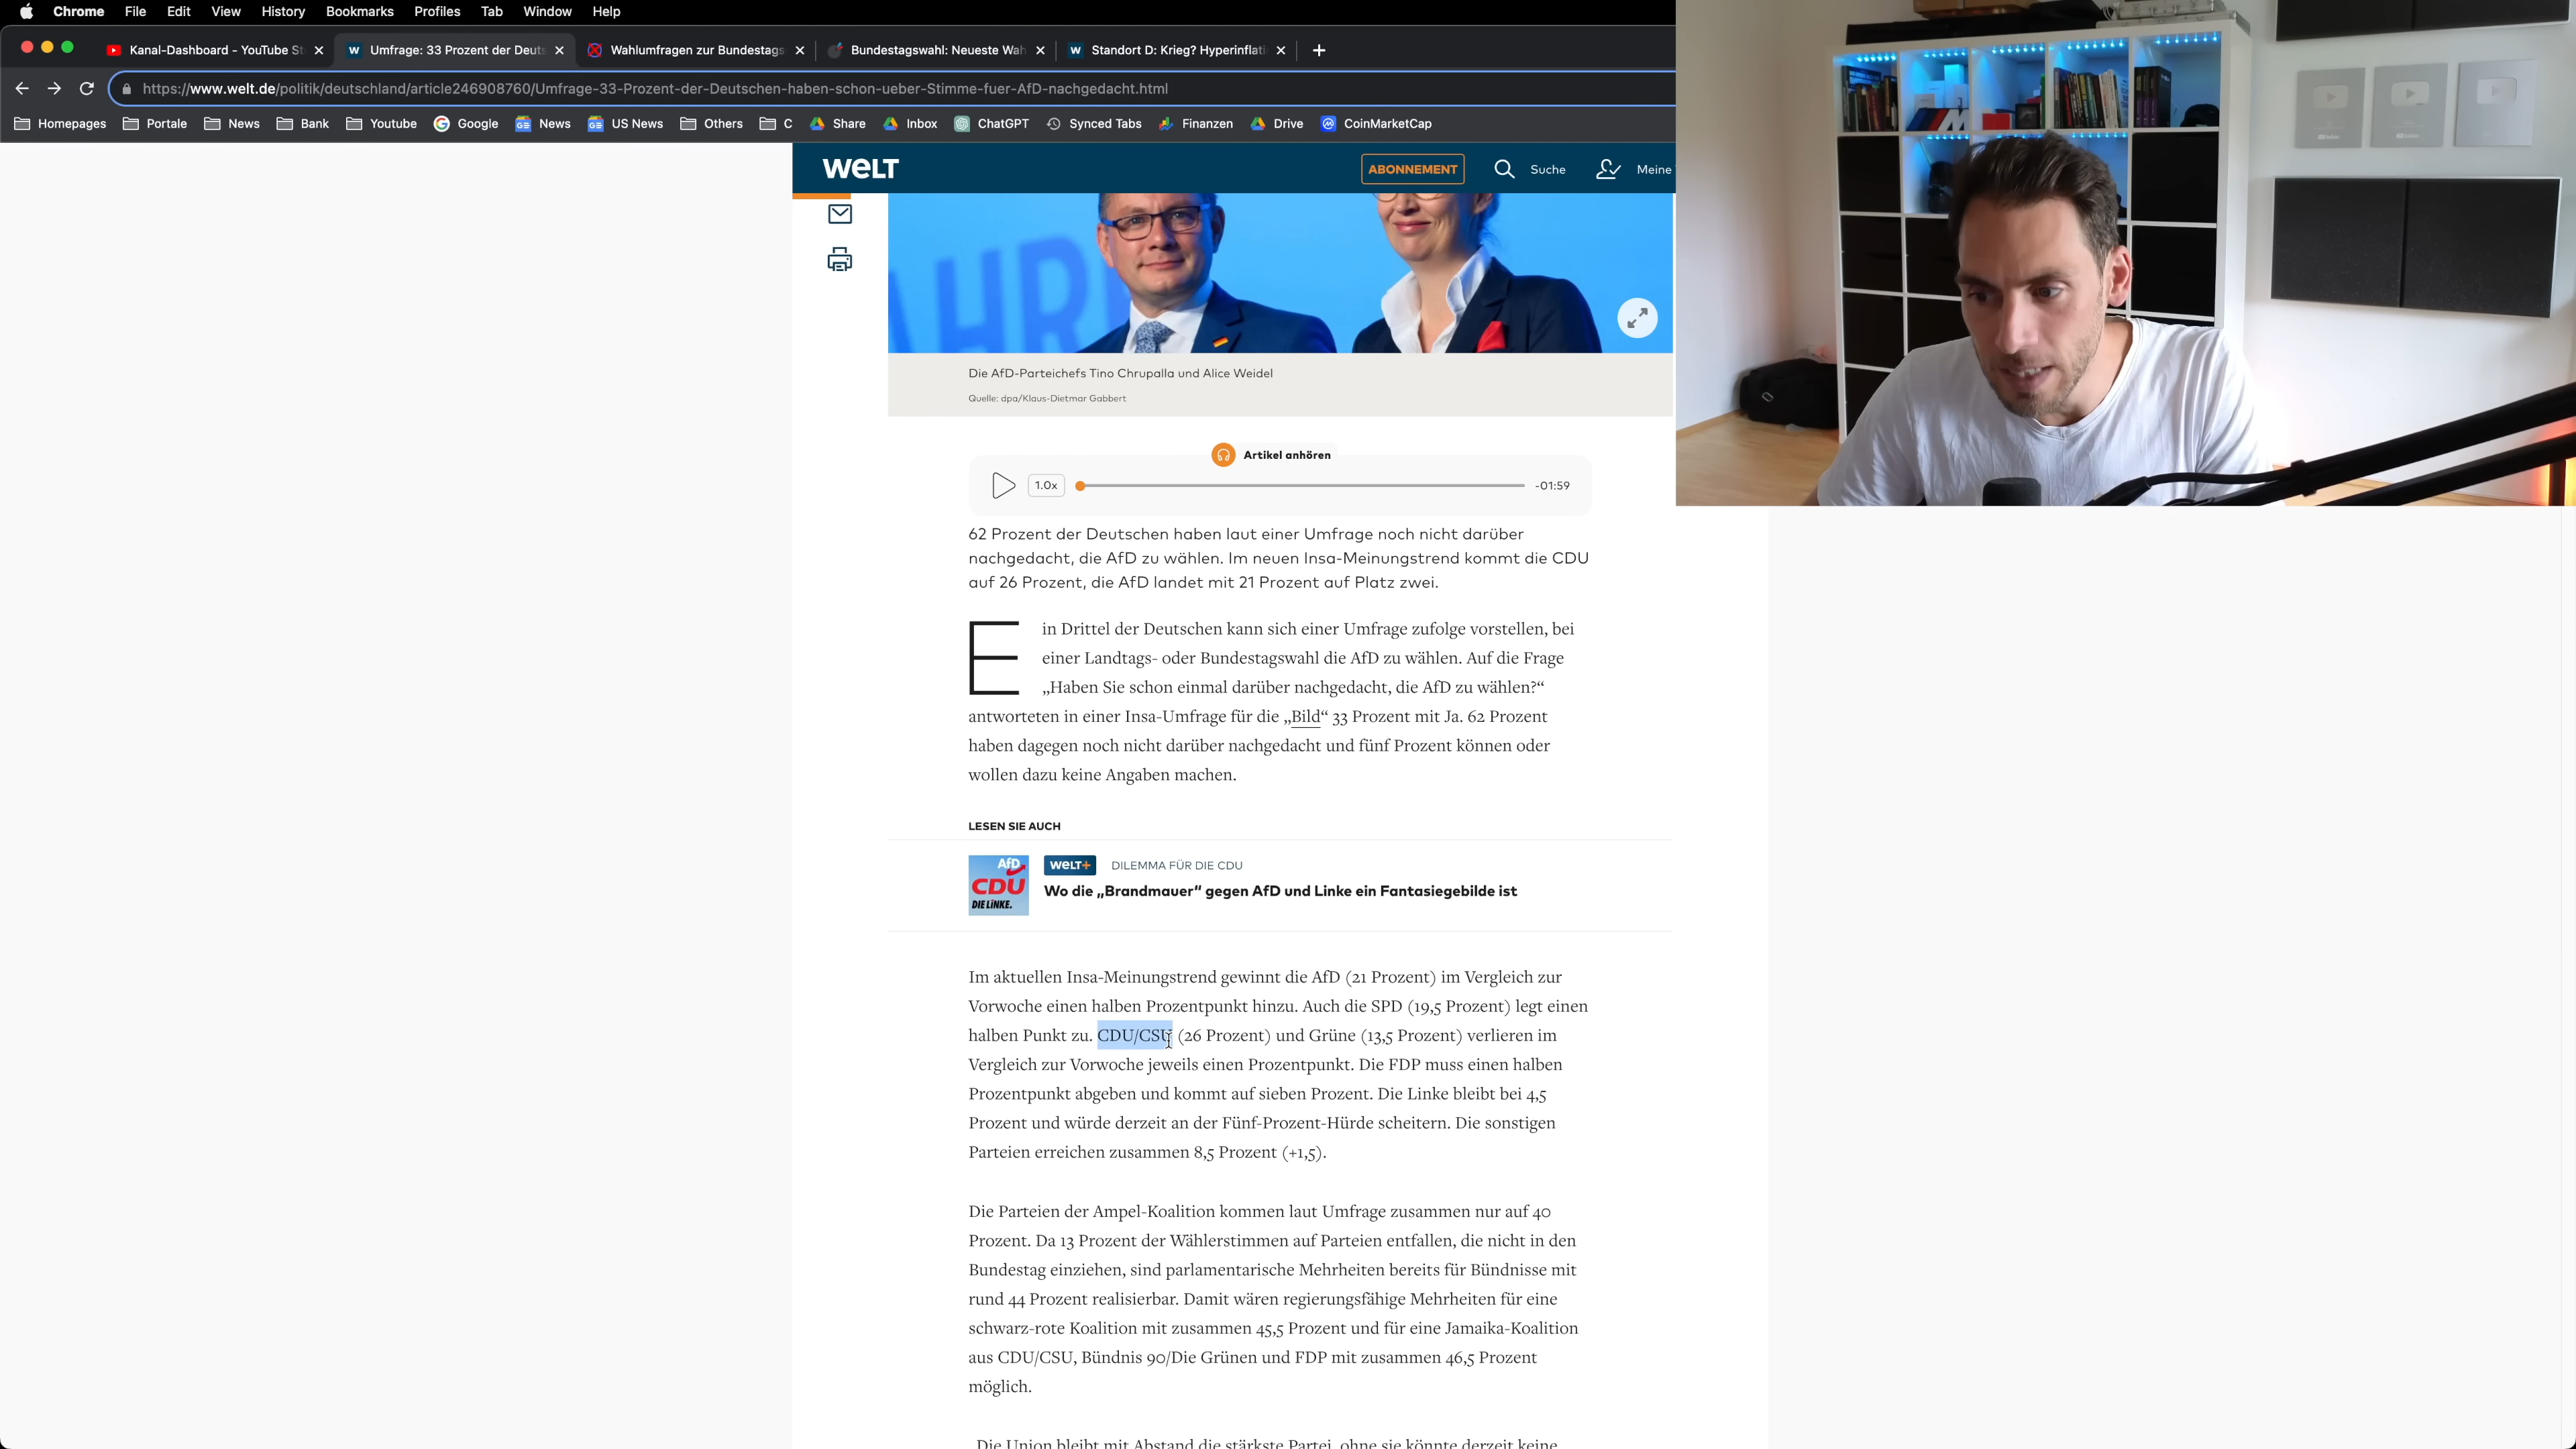 Chrome File Edit View History Bookmarks Profiles Tab Window Help
Kanal-Dashboard - YouTube St
Umfrage: 33 Prozent der Deuts
Wahlumfragen zur Bundestags
Bundestagswahl: Neueste Wah
Standort D: Krieg? Hyperinflati
https://www.welt.de/politik/deutschland/article246908760/Umfrage-33-Prozent-der-Deutschen-haben-schon-ueber-Stimme-fuer-AfD-nachgedacht.html
Homepages Portale News Bank Youtube Google News US News Others C Share Inbox ChatGPT Synced Tabs Finanzen Drive CoinMarketCap
WELT
ABONNEMENT Suche Meine
AHR
Die AfD-Parteichefs Tino Chrupalla und Alice Weidel
Quelle: dpa/Klaus-Dietmar Gabbert
Artikel anhören
1.0x -01:59
62 Prozent der Deutschen haben laut einer Umfrage noch nicht darüber
nachgedacht, die AfD zu wählen. Im neuen Insa-Meinungstrend kommt die CDU
auf 26 Prozent, die AfD landet mit 21 Prozent auf Platz zwei.
Ein Drittel der Deutschen kann sich einer Umfrage zufolge vorstellen, bei
einer Landtags- oder Bundestagswahl die AfD zu wählen. Auf die Frage
„Haben Sie schon einmal darüber nachgedacht, die AfD zu wählen?“
antworteten in einer Insa-Umfrage für die „Bild“ 33 Prozent mit Ja. 62 Prozent
haben dagegen noch nicht darüber nachgedacht und fünf Prozent können oder
wollen dazu keine Angaben machen.
LESEN SIE AUCH
AfD
CDU
DIE LINKE.
WELT+ DILEMMA FÜR DIE CDU
Wo die „Brandmauer“ gegen AfD und Linke ein Fantasiegebilde ist
Im aktuellen Insa-Meinungstrend gewinnt die AfD (21 Prozent) im Vergleich zur
Vorwoche einen halben Prozentpunkt hinzu. Auch die SPD (19,5 Prozent) legt einen
halben Punkt zu. CDU/CSU (26 Prozent) und Grüne (13,5 Prozent) verlieren im
Vergleich zur Vorwoche jeweils einen Prozentpunkt. Die FDP muss einen halben
Prozentpunkt abgeben und kommt auf sieben Prozent. Die Linke bleibt bei 4,5
Prozent und würde derzeit an der Fünf-Prozent-Hürde scheitern. Die sonstigen
Parteien erreichen zusammen 8,5 Prozent (+1,5).
Die Parteien der Ampel-Koalition kommen laut Umfrage zusammen nur auf 40
Prozent. Da 13 Prozent der Wählerstimmen auf Parteien entfallen, die nicht in den
Bundestag einziehen, sind parlamentarische Mehrheiten bereits für Bündnisse mit
rund 44 Prozent realisierbar. Damit wären regierungsfähige Mehrheiten für eine
schwarz-rote Koalition mit zusammen 45,5 Prozent und für eine Jamaika-Koalition
aus CDU/CSU, Bündnis 90/Die Grünen und FDP mit zusammen 46,5 Prozent
möglich.
Die Union bleibt mit Abstand die stärkste Partei, ohne sie könnte derzeit keine